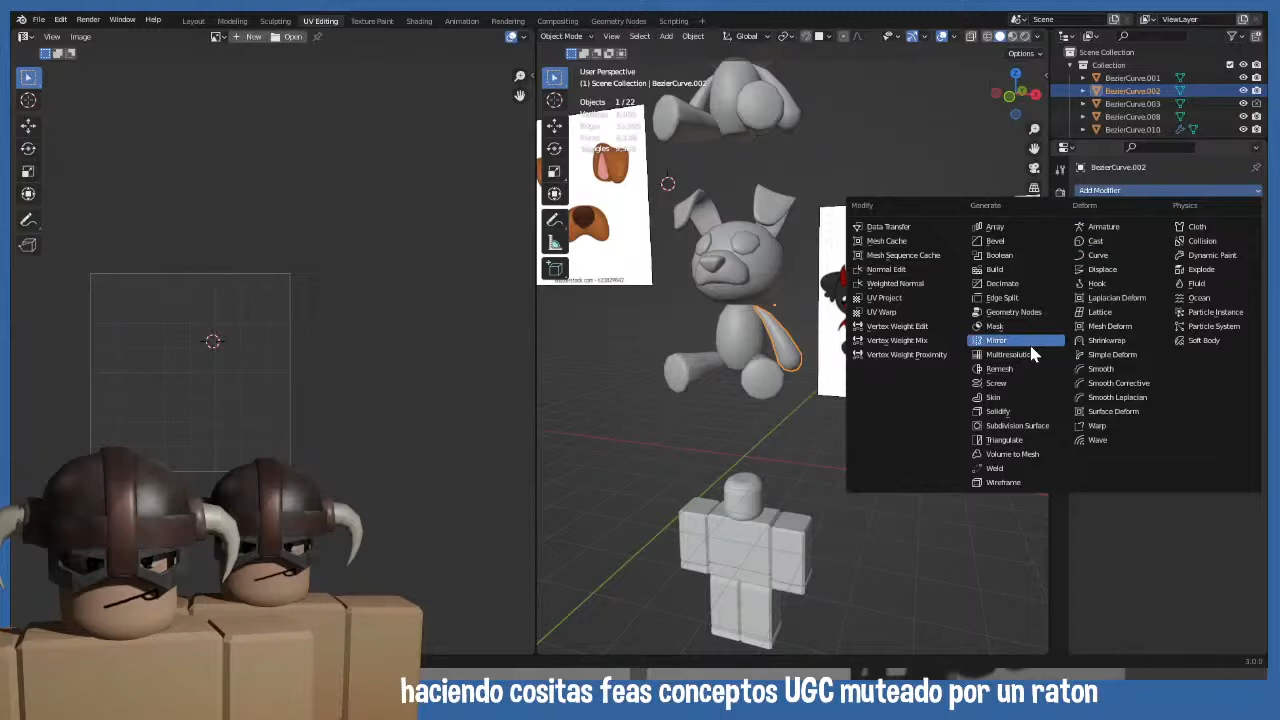 File Edit Render Window Help
Layout Modeling Sculpting UV Editing Texture Paint Shading Animation Rendering Compositing Geometry Nodes Scripting +
Scene
ViewLayer
View Image
New
Open
Object Mode View Select Add Object
Global
Options
User Perspective
(1) Scene Collection | BezierCurve.002
Objects 1/22
Vertices
Edges
Faces
Triangles
Z
Y
X
Scene Collection
Collection
BezierCurve.001
BezierCurve.002
BezierCurve.003
BezierCurve.008
BezierCurve.010
BezierCurve.002
Add Modifier
Modify
Data Transfer
Mesh Cache
Mesh Sequence Cache
Normal Edit
Weighted Normal
UV Project
UV Warp
Vertex Weight Edit
Vertex Weight Mix
Vertex Weight Proximity
Generate
Array
Bevel
Boolean
Build
Decimate
Edge Split
Geometry Nodes
Mask
Mirror
Multiresolution
Remesh
Screw
Skin
Solidify
Subdivision Surface
Triangulate
Volume to Mesh
Weld
Wireframe
Deform
Armature
Cast
Curve
Displace
Hook
Laplacian Deform
Lattice
Mesh Deform
Shrinkwrap
Simple Deform
Smooth
Smooth Corrective
Smooth Laplacian
Surface Deform
Warp
Wave
Physics
Cloth
Collision
Dynamic Paint
Explode
Fluid
Ocean
Particle Instance
Particle System
Soft Body
3.0.0
haciendo cositas feas conceptos UGC muteado por un raton